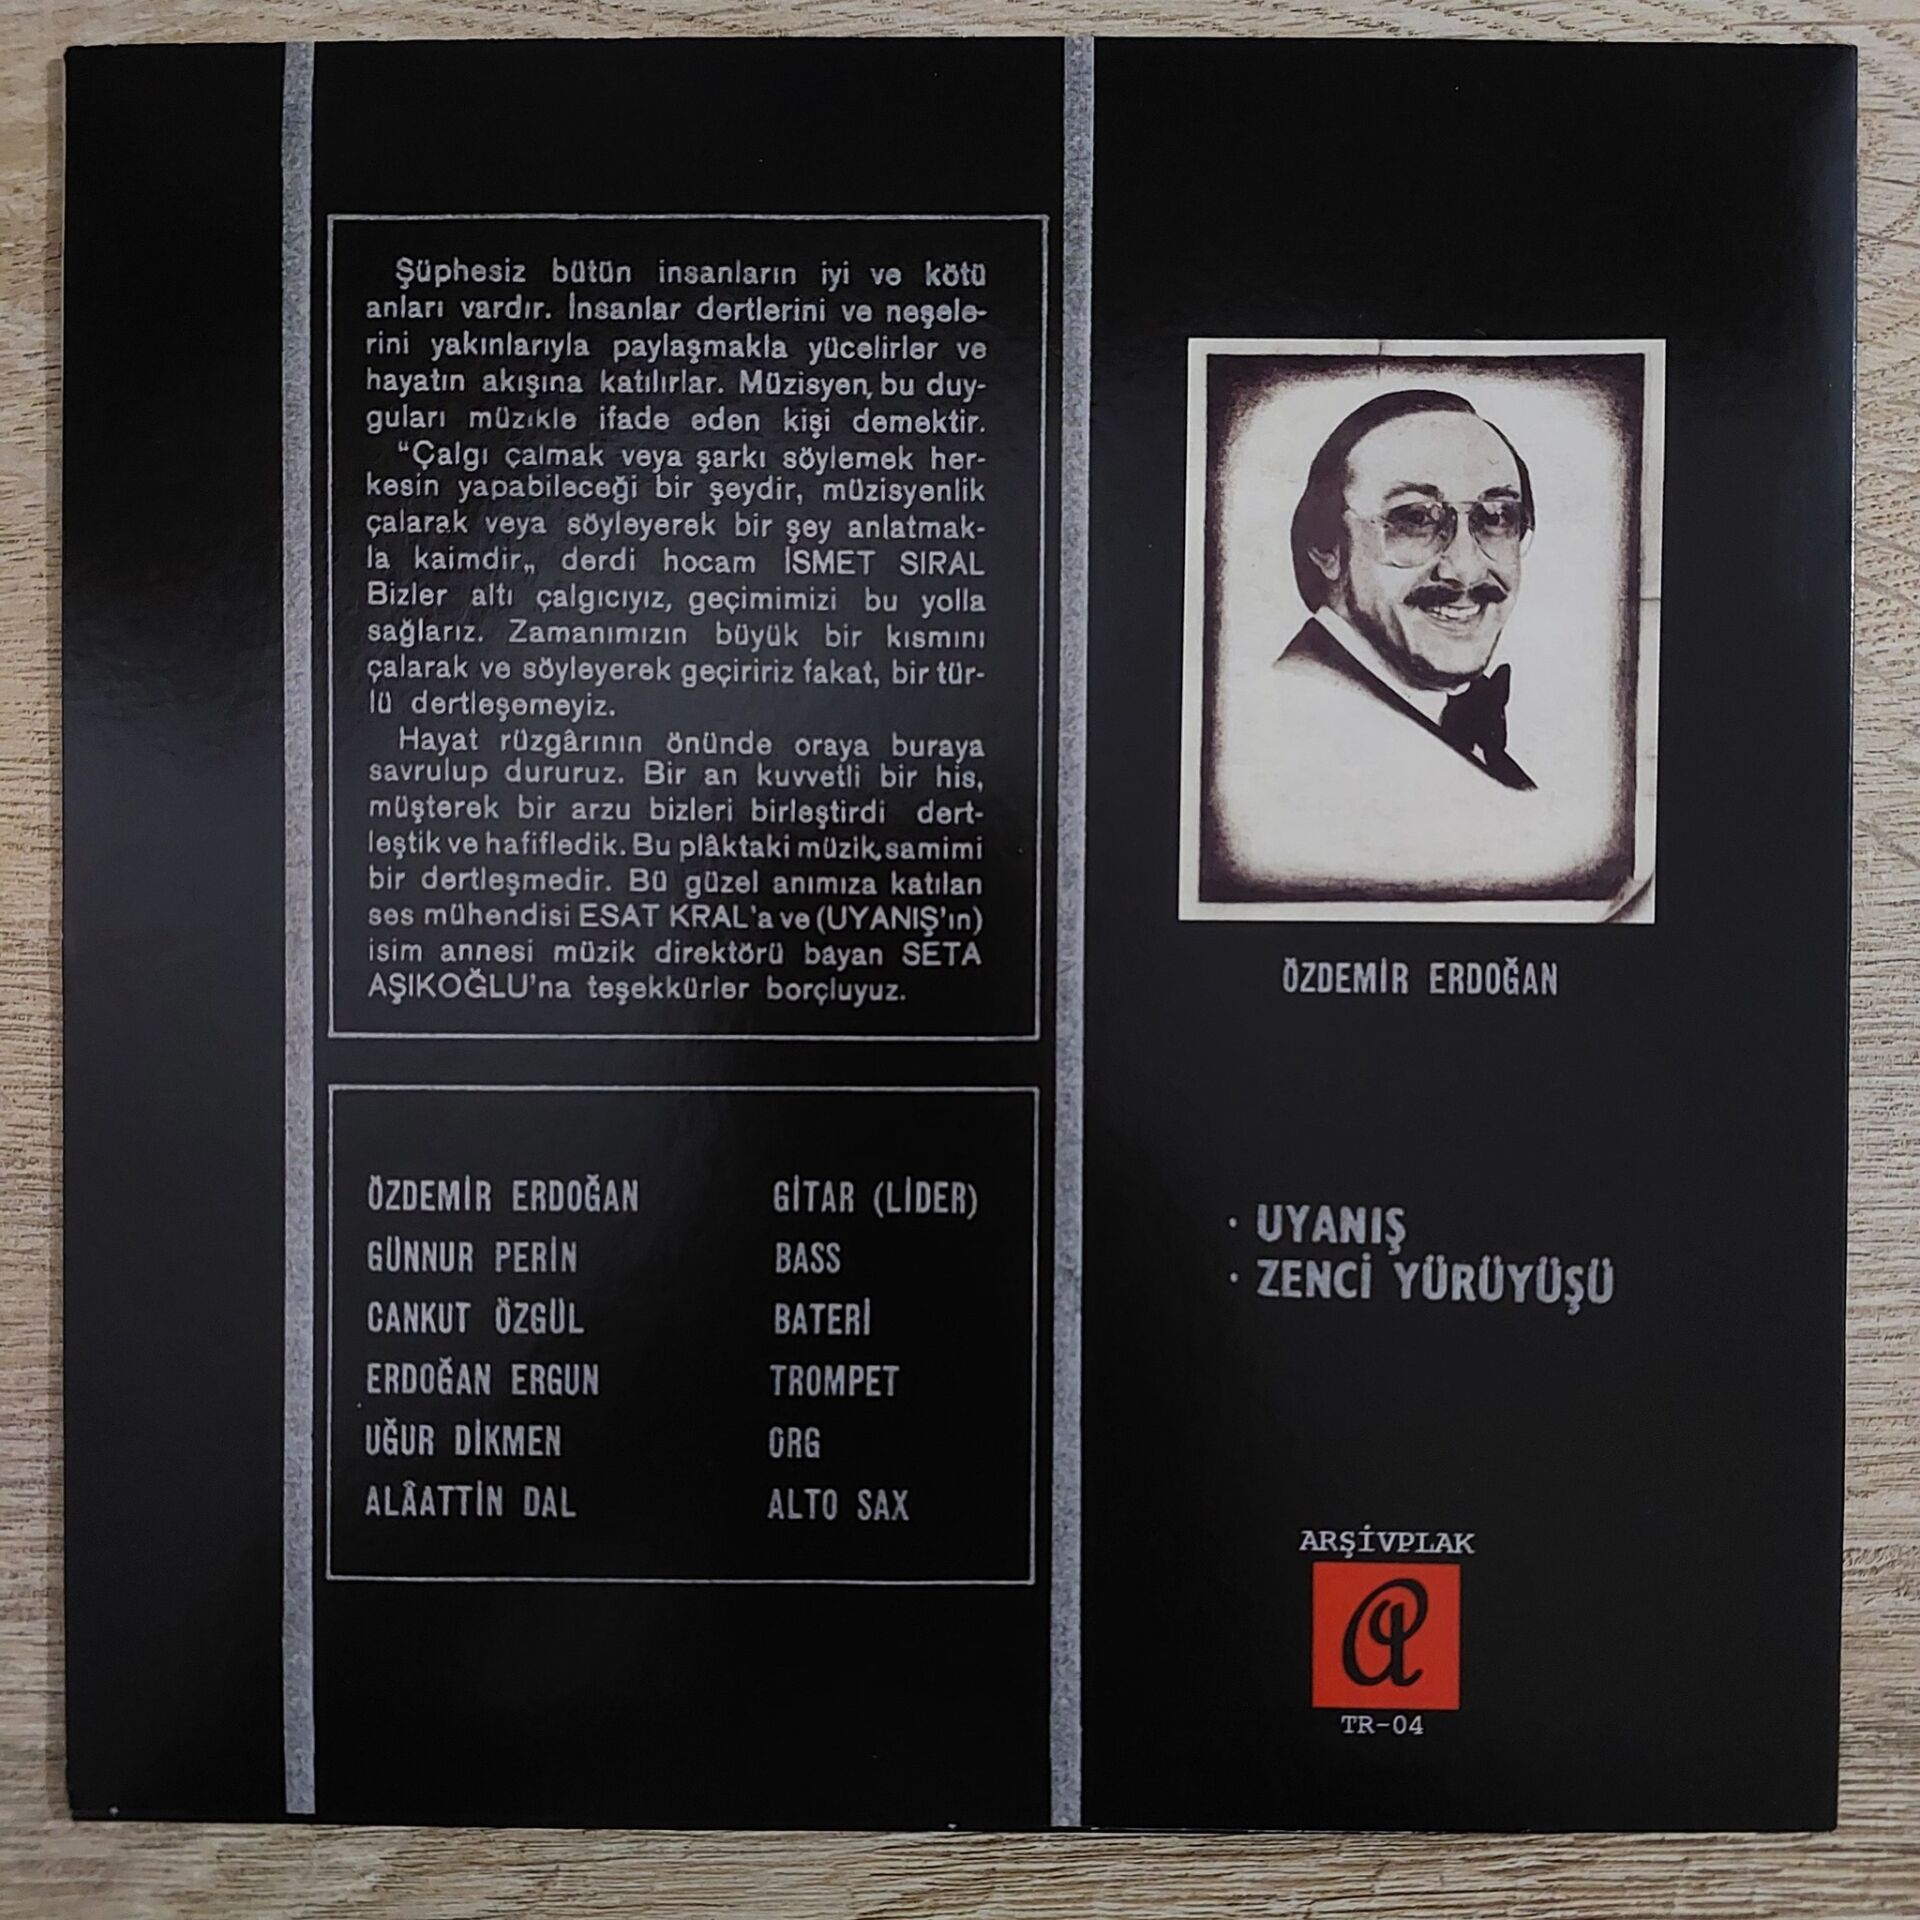 Şüphesiz bütün insanların iyi ve kötü
anları vardır. İnsanlar dertlerini ve neşele-
rini yakınlarıyla paylaşmakla yücelirler ve
hayatın akışına katılırlar. Müzisyen, bu duy-
guları müzikle ifade eden kişi demektir.
“Çalgı çalmak veya şarkı söylemek her-
kesin yapabileceği bir şeydir, müzisyenlik
çalarak veya söyleyerek bir şey anlatmak-
la kaimdir„ derdi hocam İSMET SIRAL
Bizler altı çalgıcıyız, geçimimizi bu yolla
sağlarız. Zamanımızın büyük bir kısmını
çalarak ve söyleyerek geçiririz fakat, bir tür-
lü dertleşemeyiz.
Hayat rüzgârının önünde oraya buraya
savrulup dururuz. Bir an kuvvetli bir his,
müşterek bir arzu bizleri birleştirdi dert-
leştik ve hafifledik. Bu plâktaki müzik, samimi
bir dertleşmedir. Bü güzel anımıza katılan
ses mühendisi ESAT KRAL'a ve (UYANIŞ'ın)
isim annesi müzik direktörü bayan SETA
AŞIKOĞLU'na teşekkürler borçluyuz.
ÖZDEMİR ERDOĞAN GİTAR (LİDER)
GÜNNUR PERİN BASS
CANKUT ÖZGÜL BATERİ
ERDOĞAN ERGUN TROMPET
UĞUR DİKMEN ORG
ALÂATTİN DAL ALTO SAX
ÖZDEMİR ERDOĞAN
· UYANIŞ
· ZENCİ YÜRÜYÜŞÜ
ARŞİVPLAK
TR-04